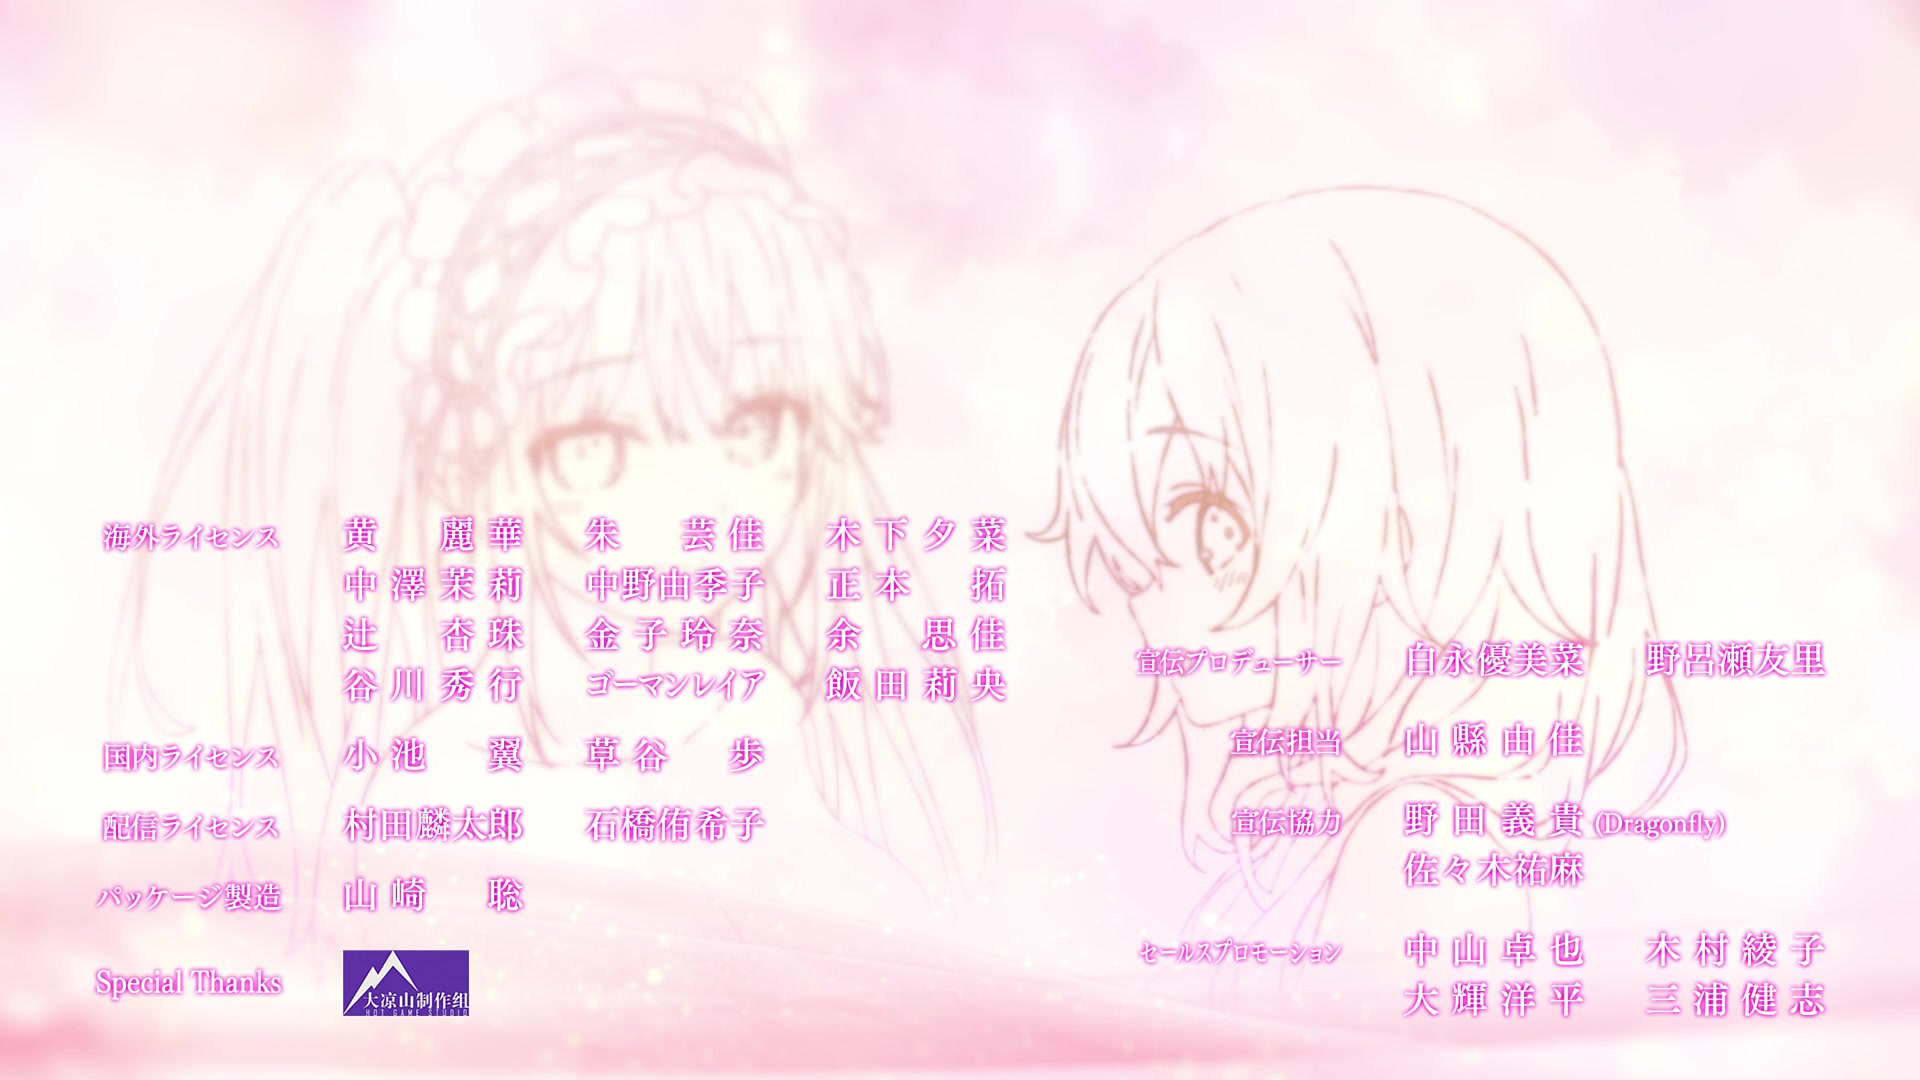 海外ライセンス 黄 麗華 朱 芸佳 木下夕菜
中澤茉莉 中野由季子 正本 拓
辻 杏珠 金子玲奈 余 思佳
谷川秀行 ゴーマンレイア 飯田莉央
国内ライセンス 小池 翼 草谷 歩
配信ライセンス 村田麟太郎 石橋侑希子
パッケージ製造 山崎 聡
Special Thanks 大凉山制作组
HOT GAME STUDIO
宣伝プロデューサー 白永優美菜 野呂瀬友里
宣伝担当 山縣由佳
宣伝協力 野田義貴 (Dragonfly)
佐々木祐麻
セールスプロモーション 中山卓也 木村綾子
大輝洋平 三浦健志